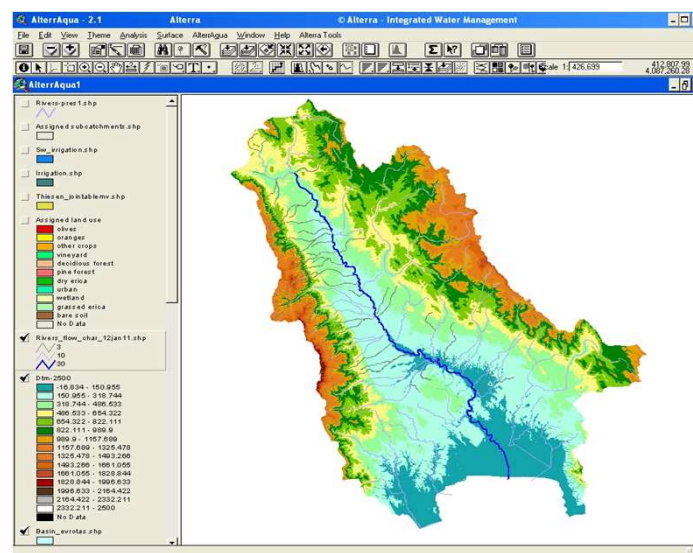 AlterrAqua - 2.1 Alterra © Alterra - Integrated Water Management
File Edit View Theme Analysis Surface AlterrAqua Window Help Alterra Tools
Scale 1: 426,699 412,807.99
4,087,260.28
AlterrAqua1
Rivers-pres1.shp
Assigned subcatchments.shp
Sw_irrigation.shp
Irrigation.shp
Thiesen_jointablemv.shp
Assigned land use
olives
oranges
other crops
vineyard
decidious forest
pine forest
dry erica
urban
wetland
grassed erica
bare soil
No Data
Rivers_flow_char_12jan11.shp
3
10
30
Dtm-2500
-16.834 - 150.955
150.955 - 318.744
318.744 - 486.533
486.533 - 654.322
654.322 - 822.111
822.111 - 989.9
989.9 - 1157.689
1157.689 - 1325.478
1325.478 - 1493.266
1493.266 - 1661.055
1661.055 - 1828.844
1828.844 - 1996.633
1996.633 - 2164.422
2164.422 - 2332.211
2332.211 - 2500
No Data
Basin_evrotas.shp